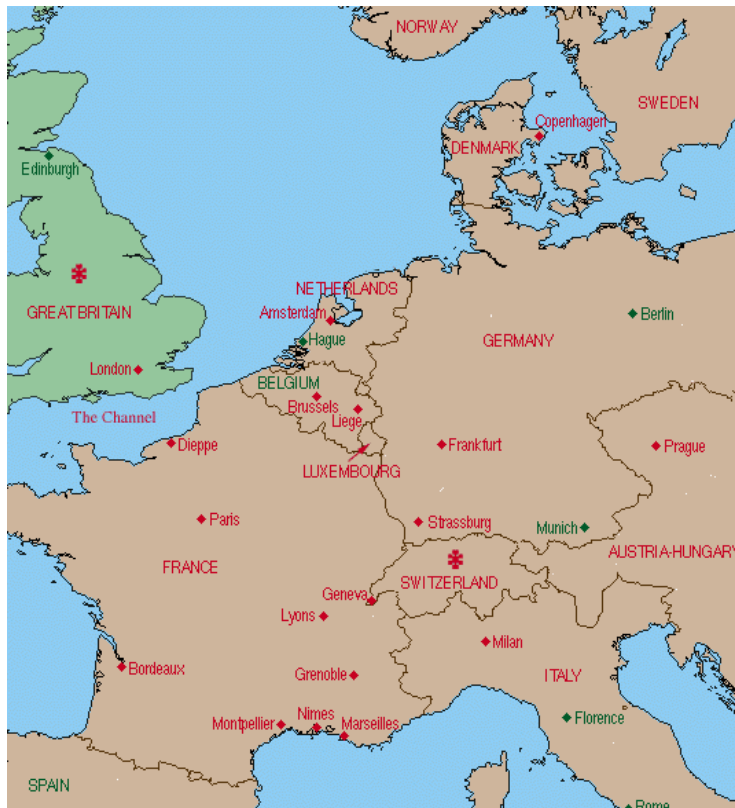 NORWAY
SWEDEN
Copenhagen
DENMARK
Edinburgh
NETHERLANDS
GREAT BRITAIN
Amsterdam
Berlin
Hague
GERMANY
London
BELGIUM
Brussels
Liege
The Channel
Dieppe
Frankfurt
Prague
LUXEMBOURG
Paris
Strassburg
Munich
AUSTRIA-HUNGARY
FRANCE
SWITZERLAND
Geneva
Lyons
Milan
Bordeaux
Grenoble
ITALY
Nimes
Florence
Montpellier
Marseilles
SPAIN
Rome